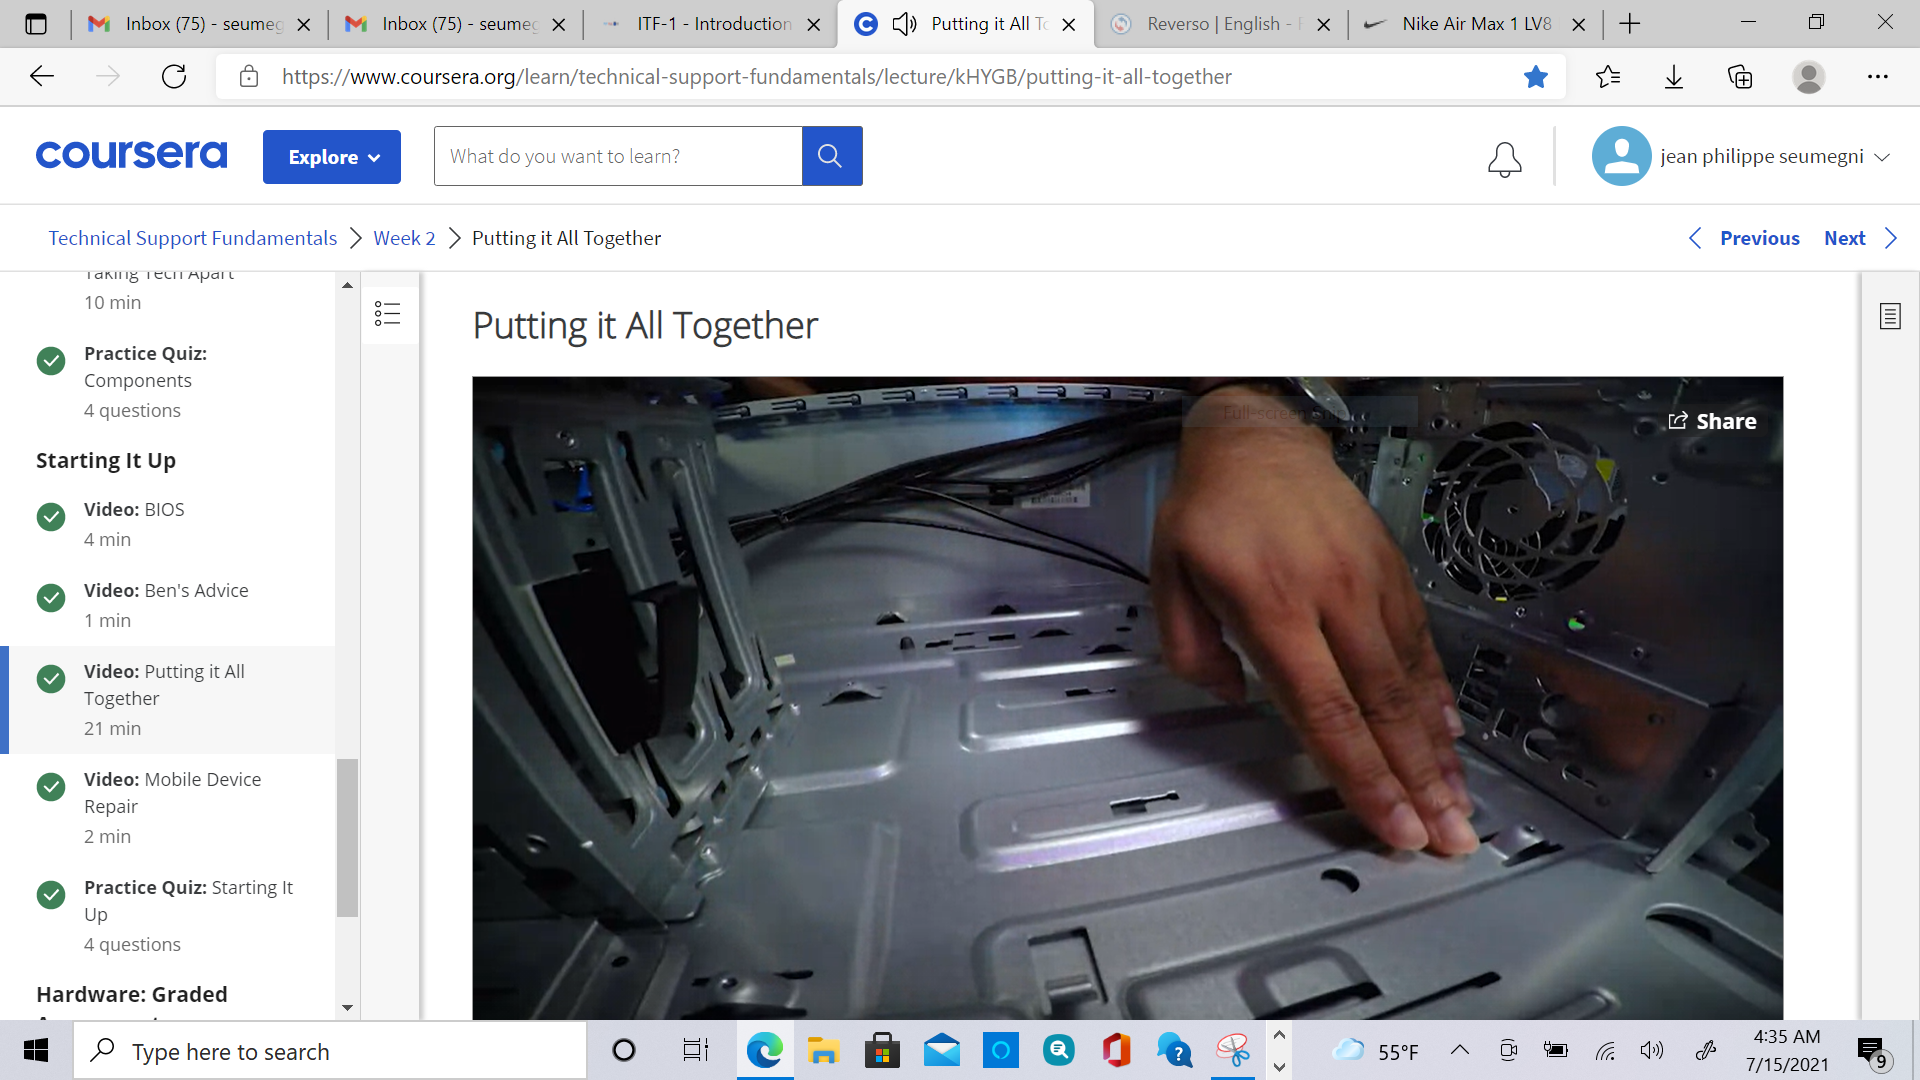 Inbox (75) - seumeg
Inbox (75) - seumeg
ITF-1 - Introduction
Putting it All To
Reverso | English -
Nike Air Max 1 LV8
https://www.coursera.org/learn/technical-support-fundamentals/lecture/kHYGB/putting-it-all-together
coursera
Explore
What do you want to learn?
jean philippe seumegni
Technical Support Fundamentals
Week 2
Putting it All Together
Previous
Next
Taking Tech Apart
10 min
Practice Quiz:
Components
4 questions
Starting It Up
Video: BIOS
4 min
Video: Ben's Advice
1 min
Video: Putting it All
Together
21 min
Video: Mobile Device
Repair
2 min
Practice Quiz: Starting It
Up
4 questions
Hardware: Graded
Putting it All Together
Full-screen Snip
Share
Type here to search
55°F
4:35 AM
7/15/2021
9